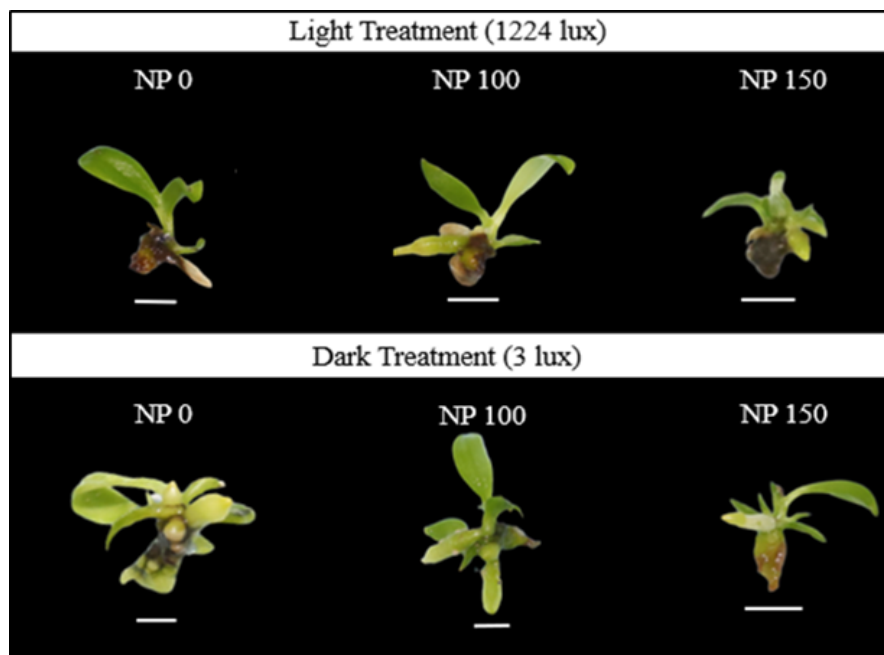 Light Treatment (1224 lux)
NP 0 NP 100 NP 150
Dark Treatment (3 lux)
NP 0 NP 100 NP 150